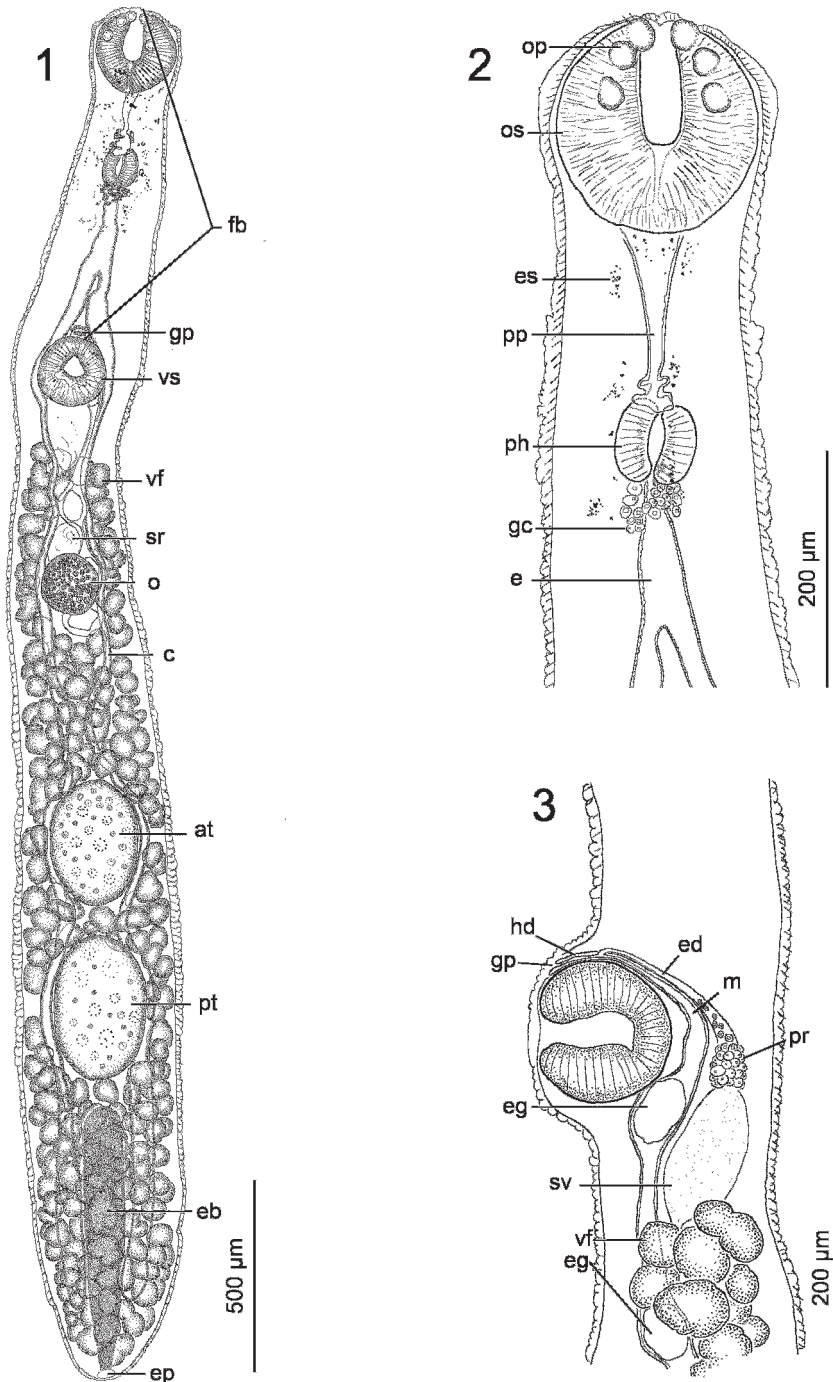 1
fb
gp
vs
vf
sr
o
c
at
pt
eb
ep
500 µm
2
op
os
es
pp
ph
gc
e
200 µm
3
hd
gp
ed
m
pr
eg
sv
vf
eg
200 µm